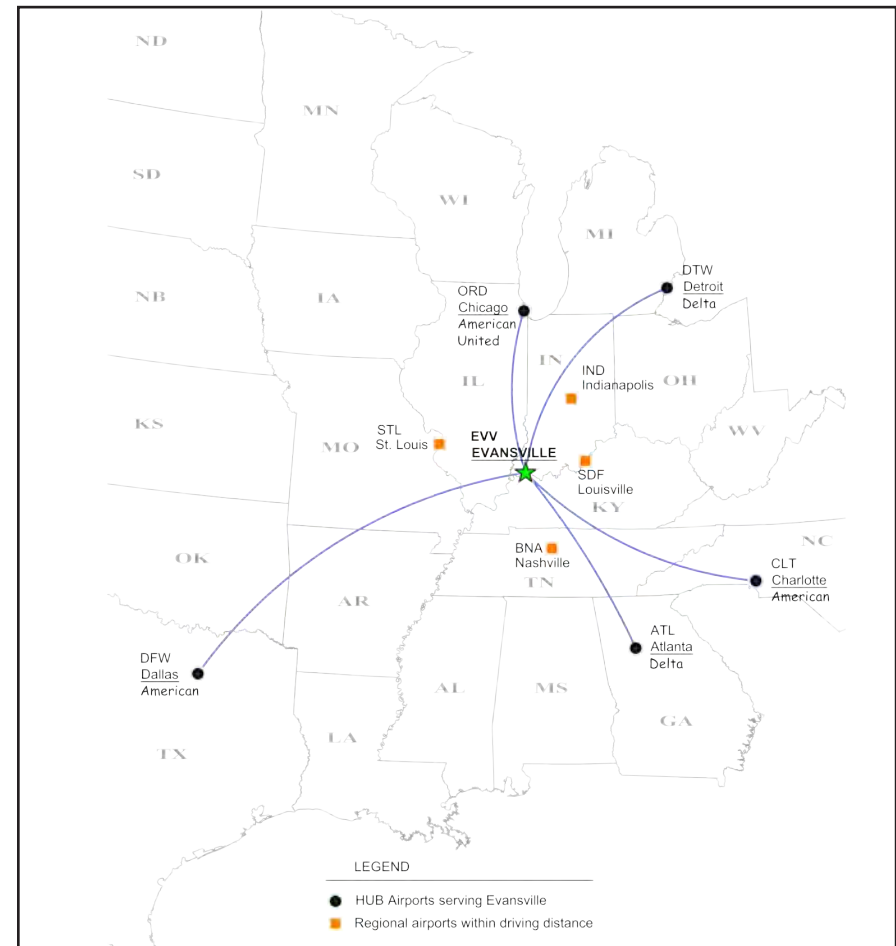 ND
MN
SD
WI
MI
NB
IA
DTW
Detroit
Delta
ORD
Chicago
American
United
IN
IL
OH
IND
Indianapolis
KS
MO
STL
St. Louis
EVV
EVANSVILLE
WV
SDF
Louisville
KY
OK
BNA
Nashville
TN
NC
CLT
Charlotte
American
AR
DFW
Dallas
American
ATL
Atlanta
Delta
AL
MS
GA
LA
TX
LEGEND
HUB Airports serving Evansville
Regional airports within driving distance